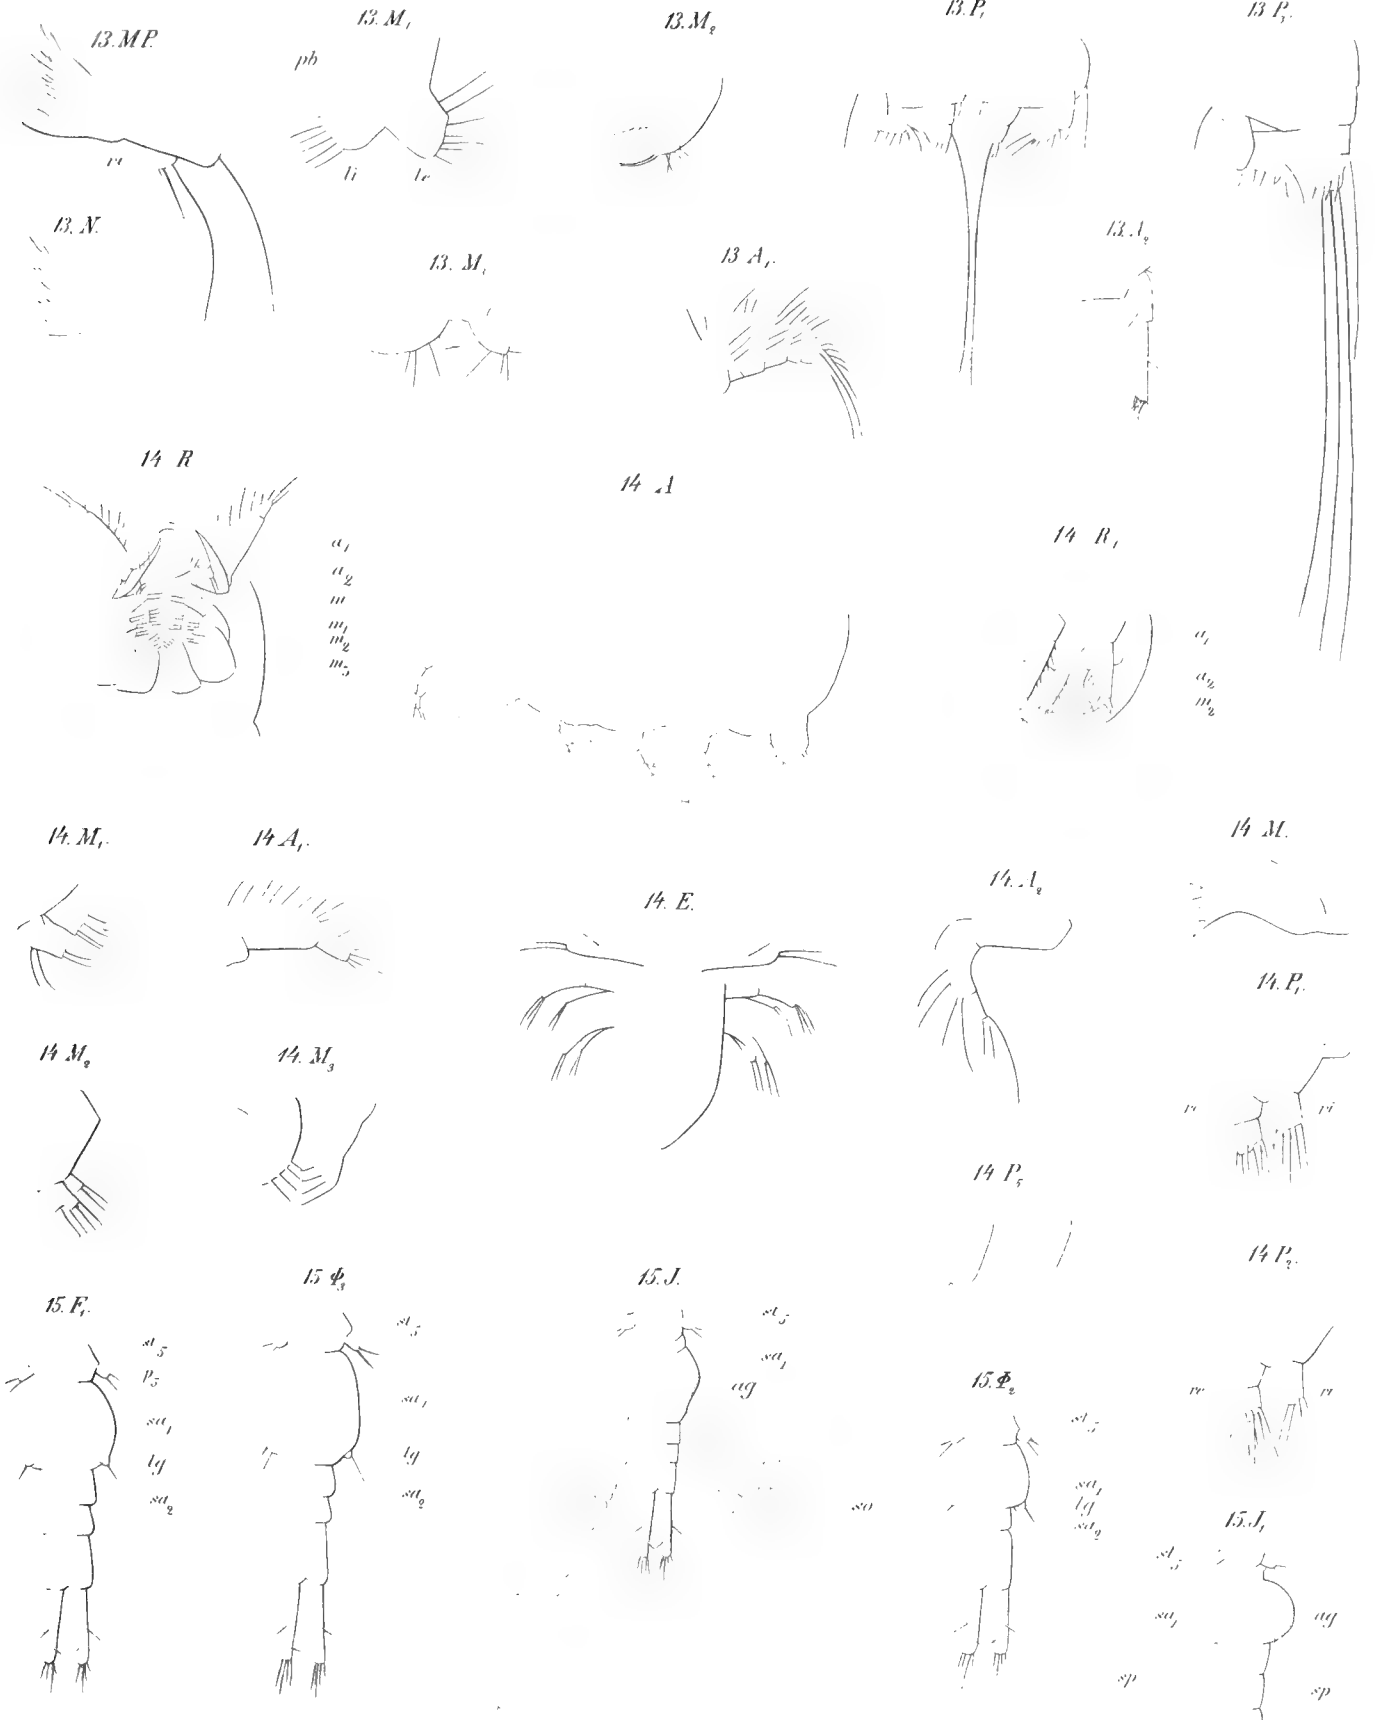 13. MP.
13. M₁
13. M₂
13. P₁
13 P₃.
pb
re
li
le
13. N.
13. M₁
13 A₁.
13. A₂
14 R
14 A
14 R₁
a₁
a₂
m
m₁
m₂
m₃
a₁
a₂
m₂
14. M₁.
14 A₁.
14. E.
14. A₂
14 M.
14. P₁.
14 M₂
14. M₃
re
ri
14 P₅
14 P₂.
15. F₁.
15 Φ₃
15. J.
15. Φ₂
re
ri
st₅
p₅
sa₁
lg
sa₂
st₅
sa₁
lg
sa₂
st₅
sa₁
ag
st₅
sa₁
lg
sa₂
so
15. J₁
st₅
sa₁
ag
sp
sp